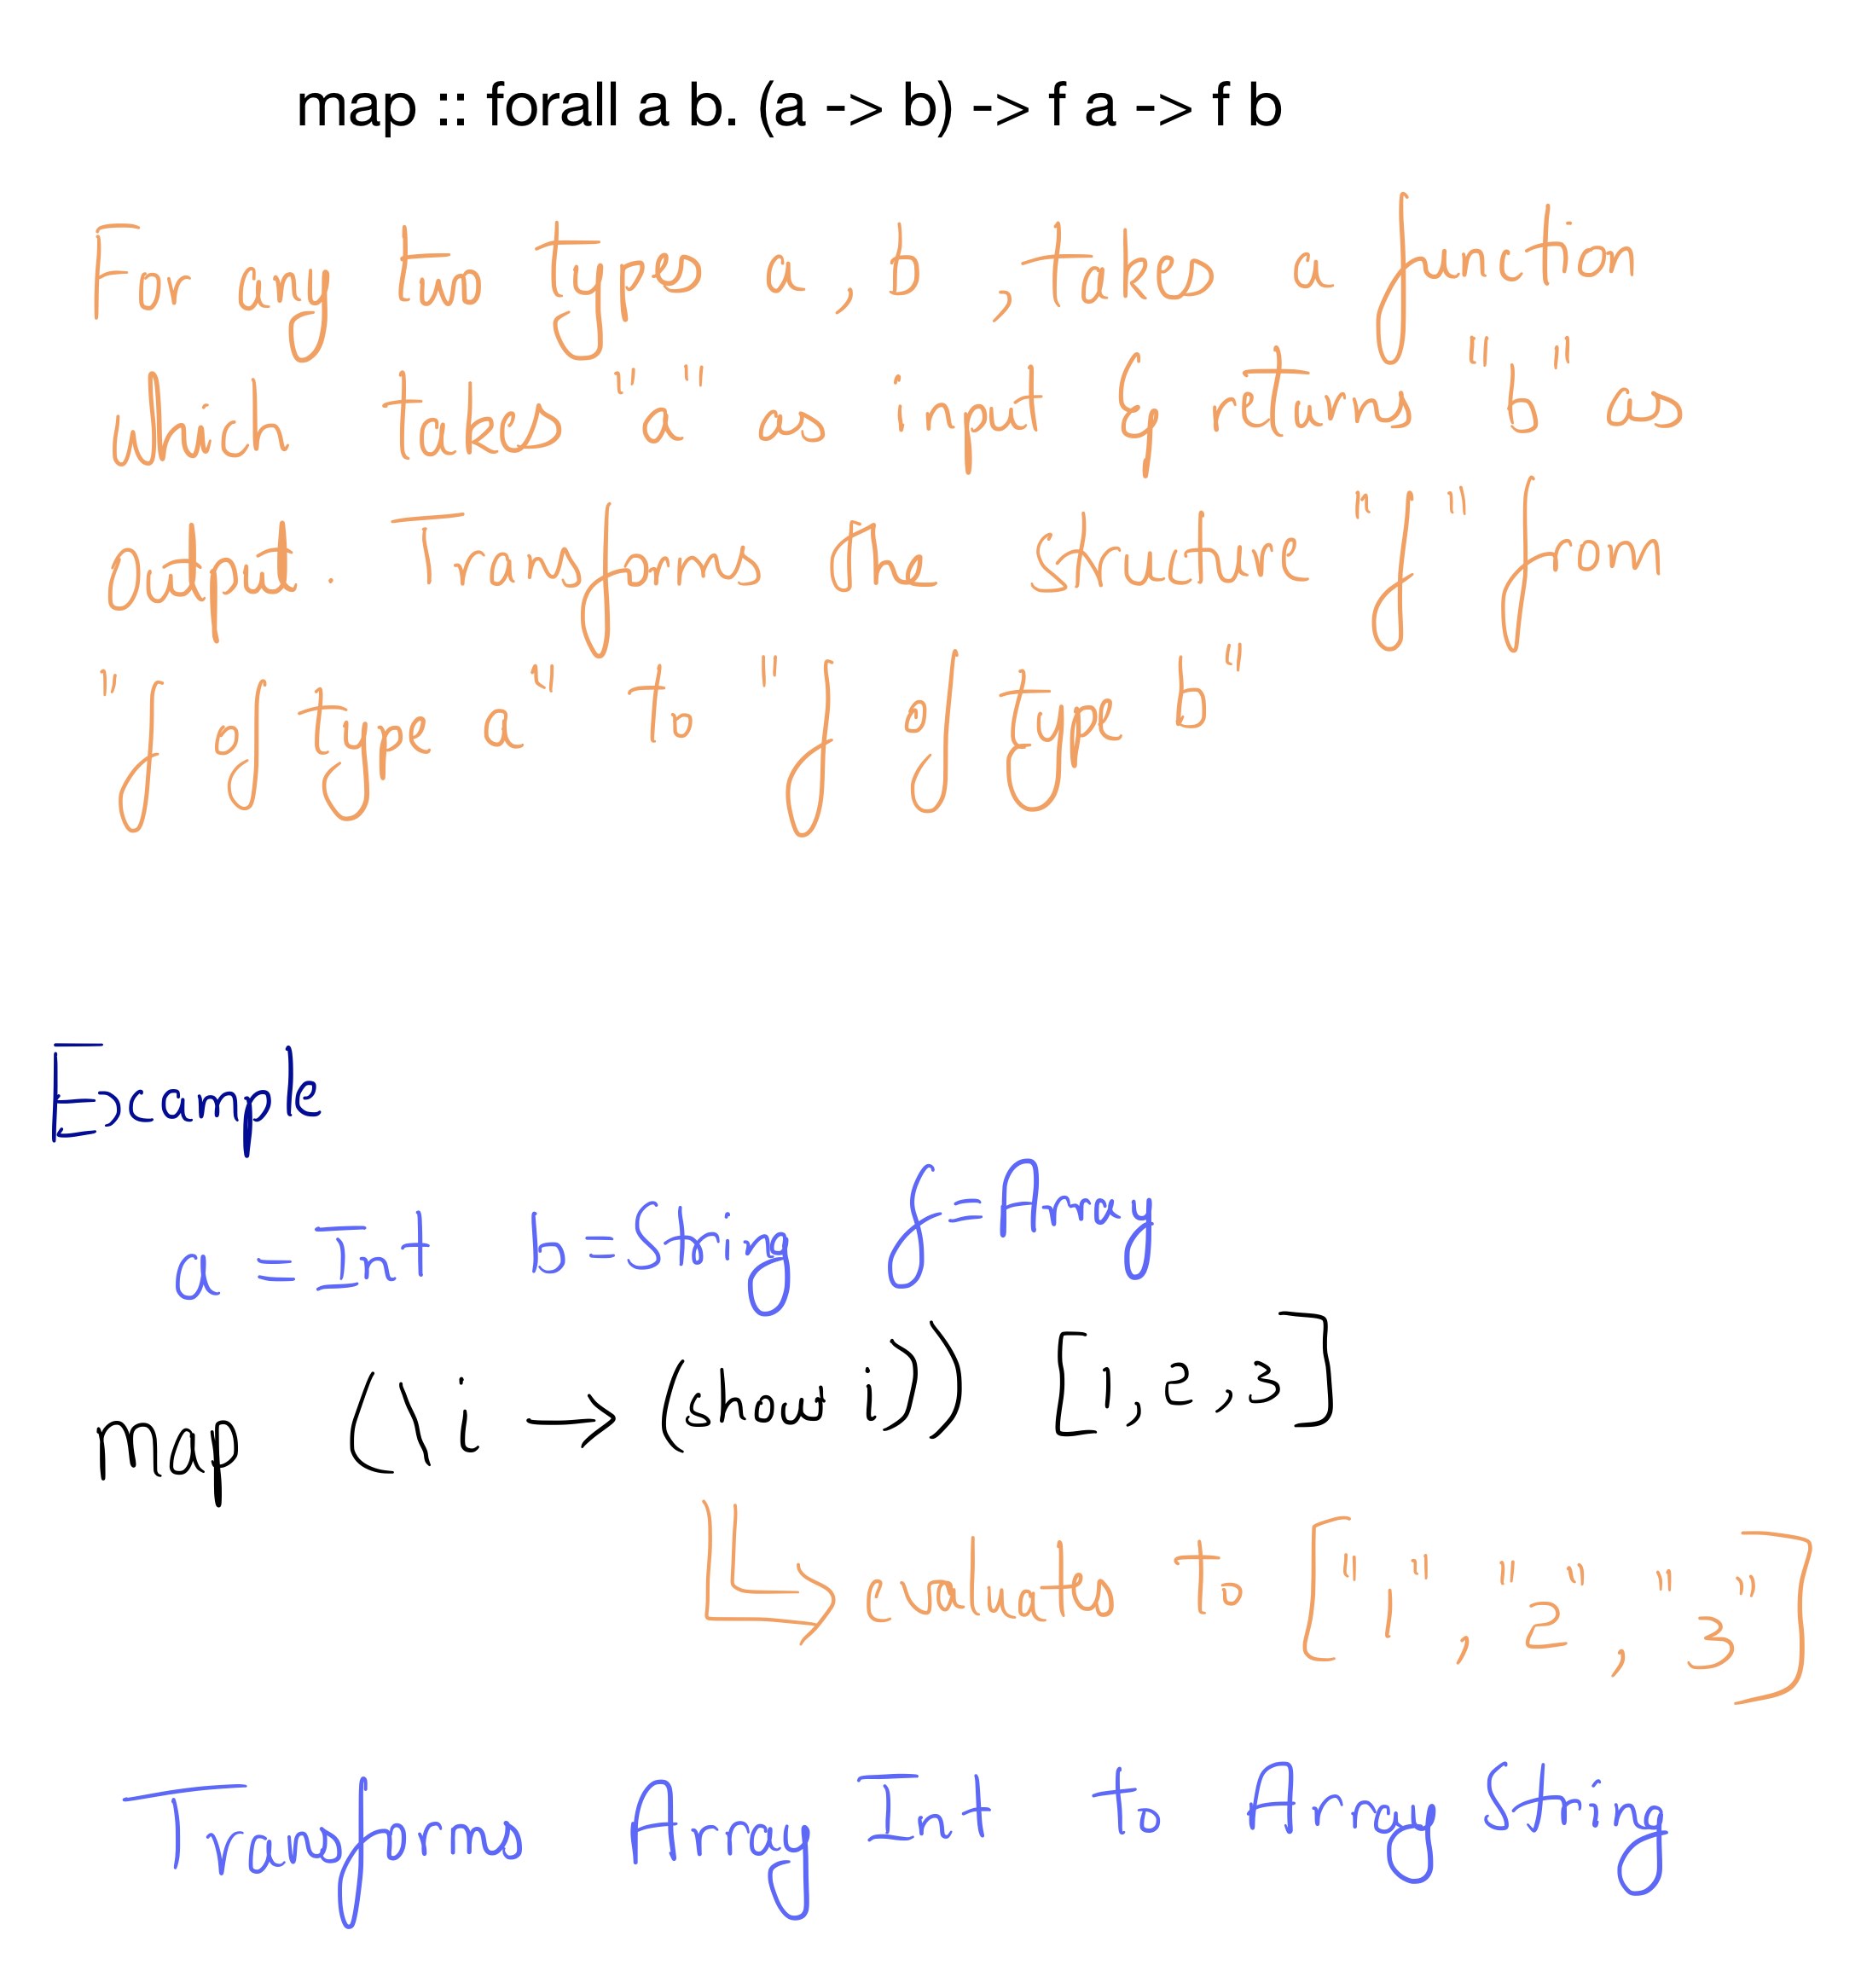 map :: forall a b. (a -> b) -> f a -> f b
For any two types a, b , takes a function
which takes "a" as input & returns "b" as
output. Transforms the structure "f" from
"f of type a" to "f of type b"
Example
a = Int b = String f = Array
map (\i → (show i)) [1, 2, 3]
evaluates to ["1", "2", "3"]
Transforms Array Int to Array String